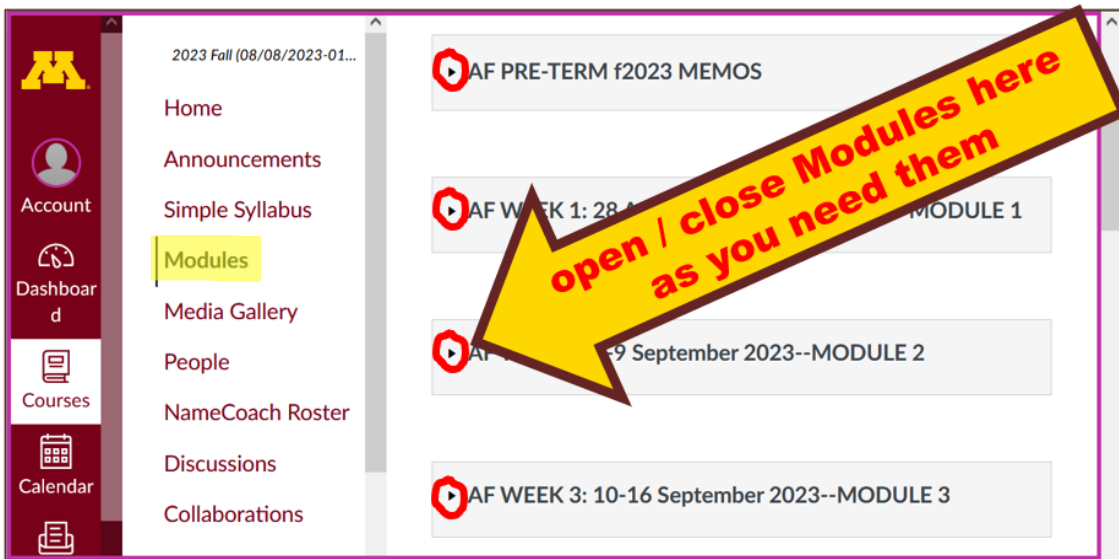 M
Account
Dashboar
d
Courses
Calendar
2023 Fall (08/08/2023-01...
Home
Announcements
Simple Syllabus
Modules
Media Gallery
People
NameCoach Roster
Discussions
Collaborations
AF PRE-TERM f2023 MEMOS
AF WEEK 1: 28 MODULE 1
AF -9 September 2023--MODULE 2
AF WEEK 3: 10-16 September 2023--MODULE 3
open / close Modules here
as you need them